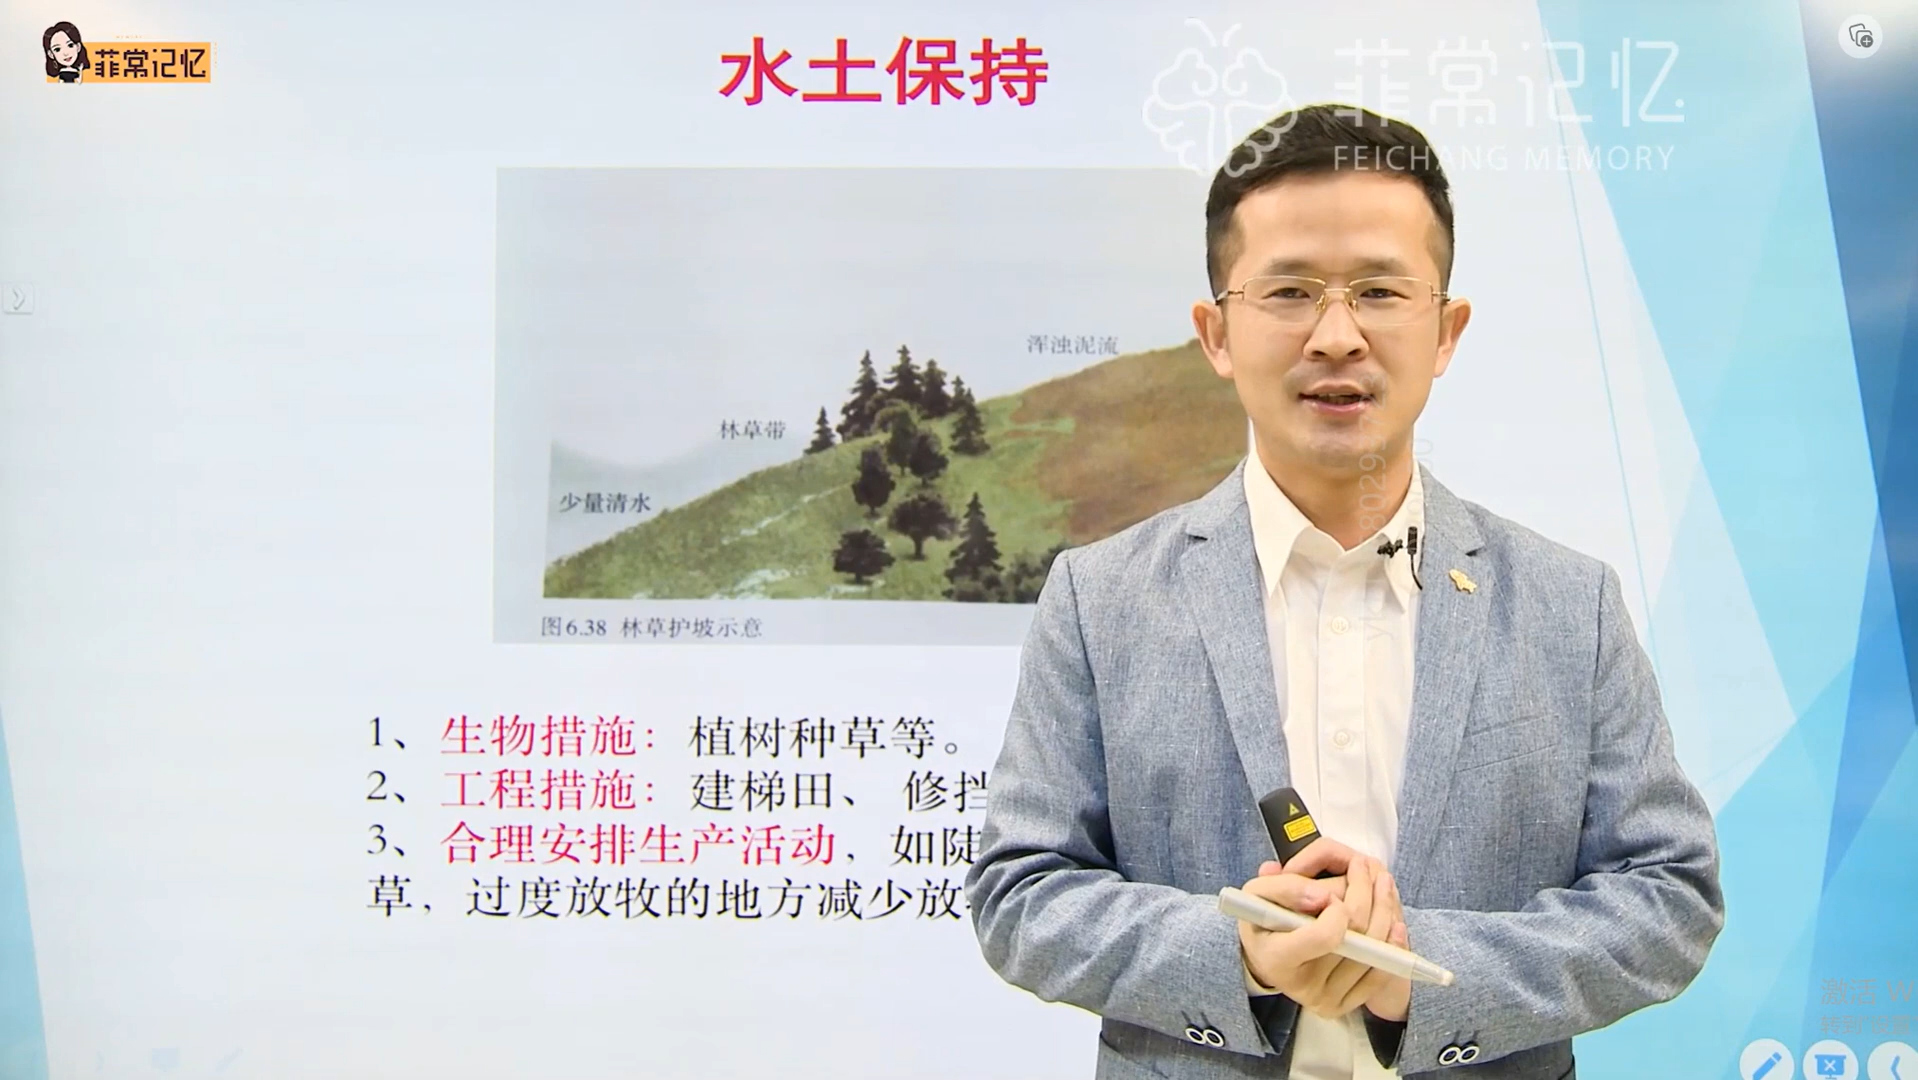 菲常记忆
水土保持
菲常记忆
FEICHANG MEMORY
浑浊泥流
林草带
少量清水
图6.38 林草护坡示意
1、生物措施：植树种草等。
2、工程措施：建梯田、修挡
3、合理安排生产活动，如陡
草，过度放牧的地方减少放
激活 W